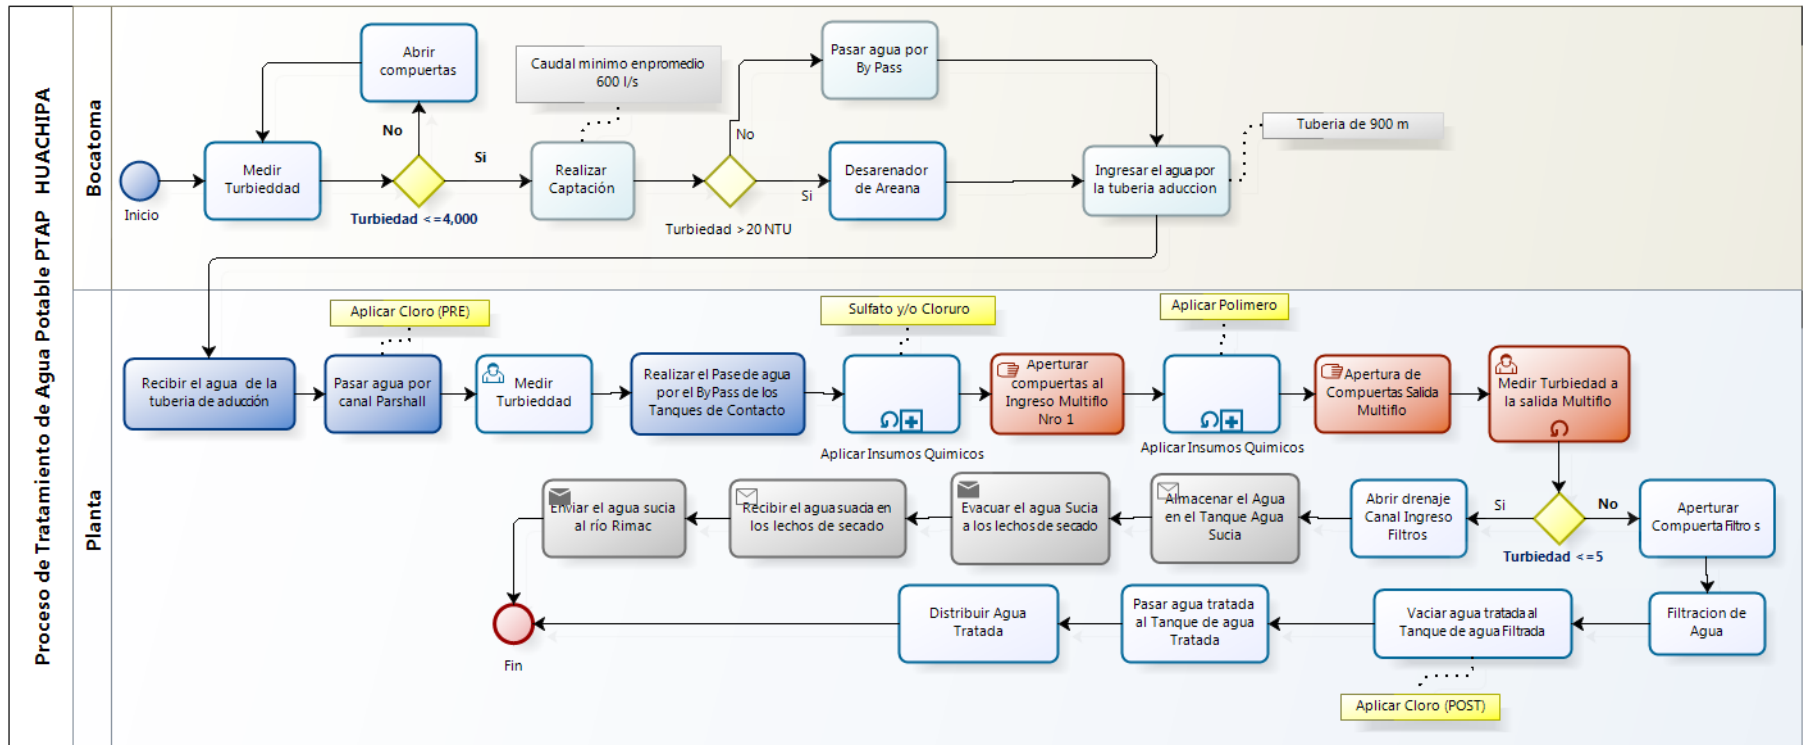 Proceso de Tratamiento de Agua Potable PTAP HUACHIPA
Bocatoma
Inicio
Medir
Turbieddad
Abrir
compuertas
No
Si
Turbiedad <=4,000
Caudal minimo enpromedio
600 l/s
Realizar
Captación
No
Si
Turbiedad >20 NTU
Pasar agua por
By Pass
Desarenador
de Areana
Ingresar el agua por
la tuberia aduccion
Tuberia de 900 m
Planta
Recibir el agua de la
tuberia de aducción
Aplicar Cloro (PRE)
Pasar agua por
canal Parshall
Medir
Turbieddad
Realizar el Pase de agua
por el ByPass de los
Tanques de Contacto
Sulfato y/o Cloruro
Aplicar Insumos Quimicos
Aperturar
compuertas al
Ingreso Multiflo
Nro 1
Aplicar Polimero
Aplicar Insumos Quimicos
Apertura de
Compuertas Salida
Multiflo
Medir Turbiedad a
la salida Multiflo
Si
No
Turbiedad <=5
Abrir drenaje
Canal Ingreso
Filtros
Almacenar el Agua
en el Tanque Agua
Sucia
Evacuar el agua Sucia
a los lechos de secado
Recibir el agua suacia en
los lechos de secado
Enviar el agua sucia
al río Rimac
Aperturar
Compuerta Filtro s
Filtracion de
Agua
Vaciar agua tratada al
Tanque de agua Filtrada
Aplicar Cloro (POST)
Pasar agua tratada
al Tanque de agua
Tratada
Distribuir Agua
Tratada
Fin